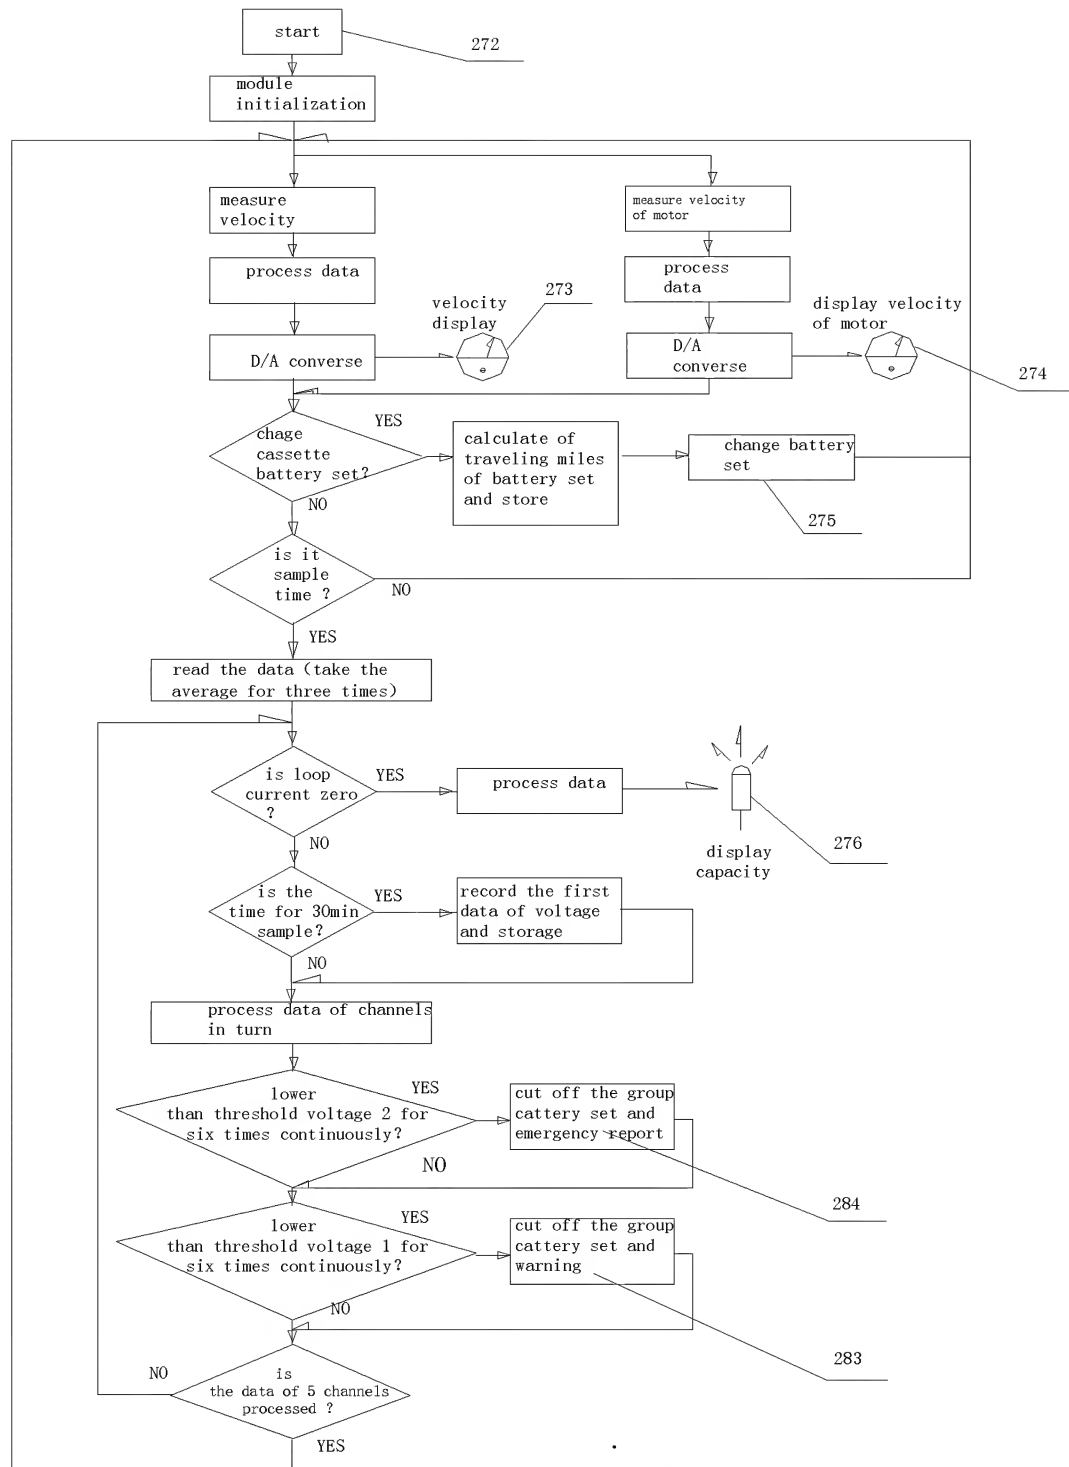 start
272
module
initialization
measure
velocity
measure velocity
of motor
process data
process
data
velocity
display
273
display velocity
of motor
D/A converse
D/A
converse
274
chage
cassette
battery set?
YES
NO
calculate of
traveling miles
of battery set
and store
change battery
set
275
is it
sample
time ?
NO
YES
read the data (take the
average for three times)
is loop
current zero
?
YES
NO
process data
276
display
capacity
is the
time for 30min
sample?
YES
NO
record the first
data of voltage
and storage
process data of channels
in turn
lower
than threshold voltage 2 for
six times continuously?
YES
NO
cut off the group
cattery set and
emergency report
284
lower
than threshold voltage 1 for
six times continuously?
YES
NO
cut off the group
cattery set and
warning
283
is
the data of 5 channels
processed ?
NO
YES